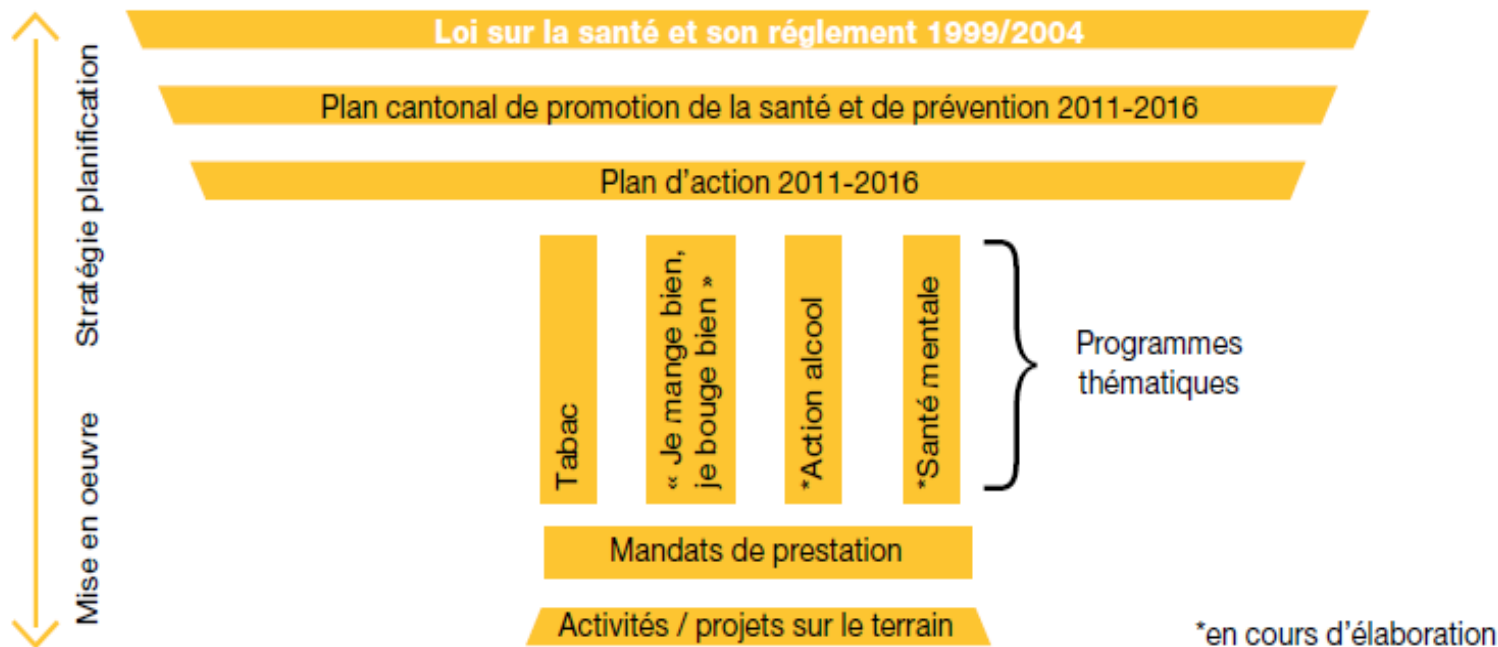 Loi sur la santé et son réglement 1999/2004
Plan cantonal de promotion de la santé et de prévention 2011-2016
Plan d'action 2011-2016
Stratégie planification
Mise en oeuvre
Tabac
« Je mange bien,
je bouge bien »
*Action alcool
*Santé mentale
Programmes
thématiques
Mandats de prestation
Activités / projets sur le terrain
*en cours d'élaboration